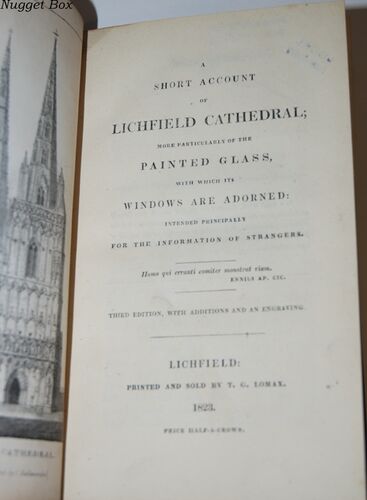 Nugget Box
A
SHORT ACCOUNT
OF
LICHFIELD CATHEDRAL;
MORE PARTICULARLY OF THE
PAINTED GLASS,
WITH WHICH ITS
WINDOWS ARE ADORNED:
INTENDED PRINCIPALLY
FOR THE INFORMATION OF STRANGERS.
Homo qui erranti comiter monstrat viam.
ENNIUS AP. CIC.
THIRD EDITION, WITH ADDITIONS AND AN ENGRAVING.
LICHFIELD:
PRINTED AND SOLD BY T. G. LOMAX.
1823.
PRICE HALF-A-CROWN.
CATHEDRAL